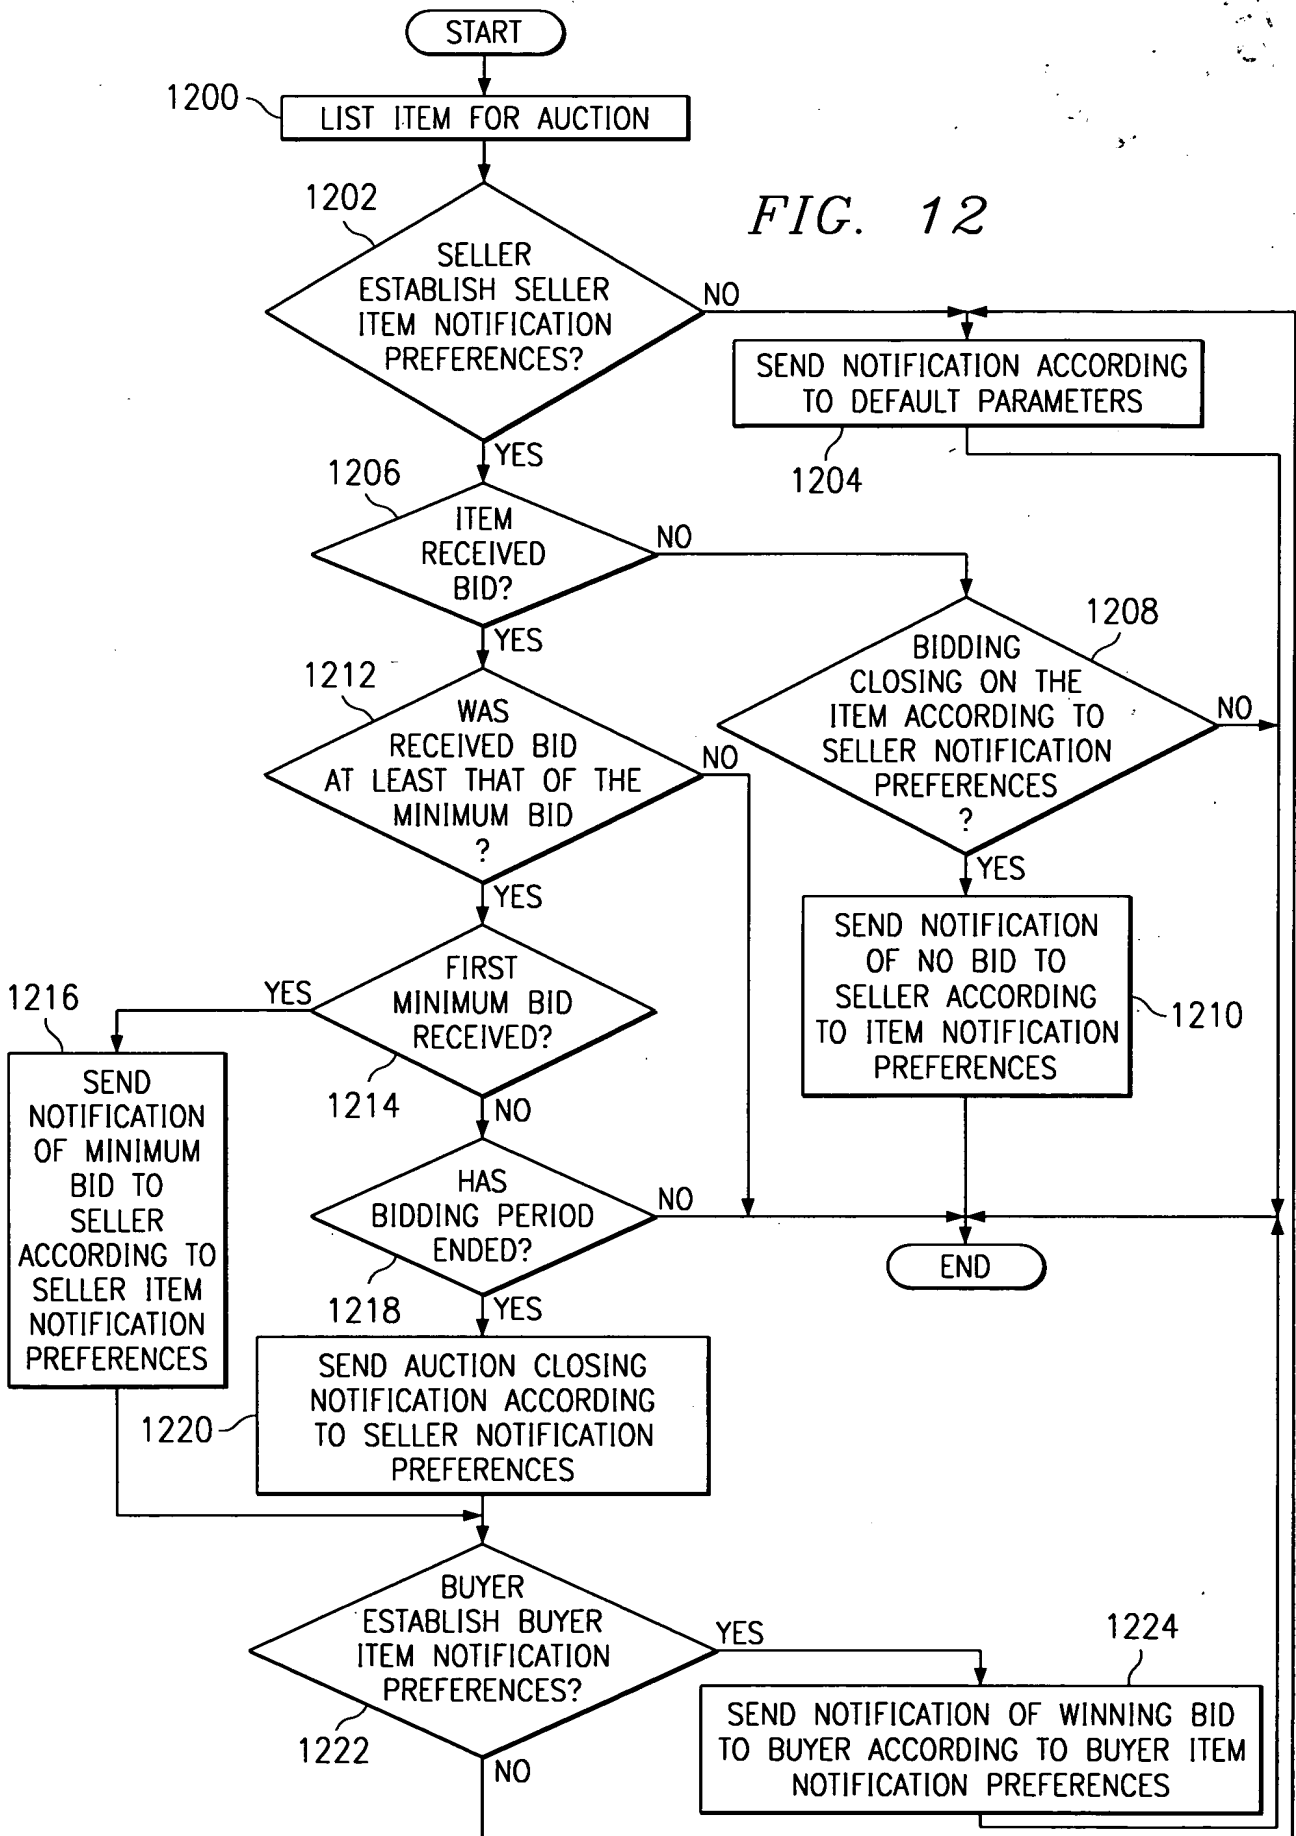 START
1200
LIST ITEM FOR AUCTION
FIG. 12
1202
SELLER
ESTABLISH SELLER
ITEM NOTIFICATION
PREFERENCES?
NO
YES
SEND NOTIFICATION ACCORDING
TO DEFAULT PARAMETERS
1204
1206
ITEM
RECEIVED
BID?
NO
YES
1208
BIDDING
CLOSING ON THE
ITEM ACCORDING TO
SELLER NOTIFICATION
PREFERENCES
?
NO
YES
1212
WAS
RECEIVED BID
AT LEAST THAT OF THE
MINIMUM BID
?
NO
YES
SEND NOTIFICATION
OF NO BID TO
SELLER ACCORDING
TO ITEM NOTIFICATION
PREFERENCES
1210
FIRST
MINIMUM BID
RECEIVED?
1214
YES
NO
1216
SEND
NOTIFICATION
OF MINIMUM
BID TO
SELLER
ACCORDING TO
SELLER ITEM
NOTIFICATION
PREFERENCES
HAS
BIDDING PERIOD
ENDED?
1218
NO
YES
END
SEND AUCTION CLOSING
NOTIFICATION ACCORDING
TO SELLER NOTIFICATION
PREFERENCES
1220
BUYER
ESTABLISH BUYER
ITEM NOTIFICATION
PREFERENCES?
1222
YES
NO
1224
SEND NOTIFICATION OF WINNING BID
TO BUYER ACCORDING TO BUYER ITEM
NOTIFICATION PREFERENCES